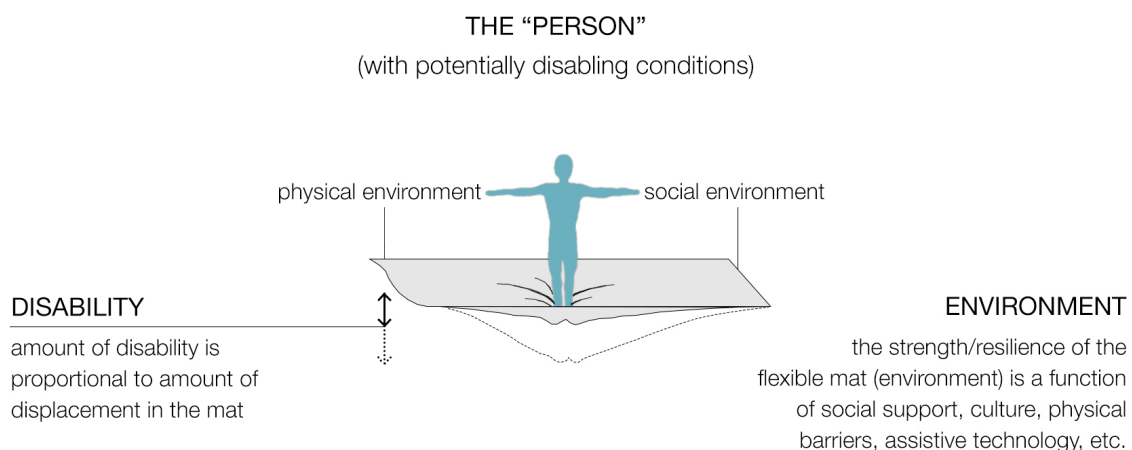 THE “PERSON”
(with potentially disabling conditions)
physical environment
social environment
DISABILITY
amount of disability is
proportional to amount of
displacement in the mat
ENVIRONMENT
the strength/resilience of the
flexible mat (environment) is a function
of social support, culture, physical
barriers, assistive technology, etc.